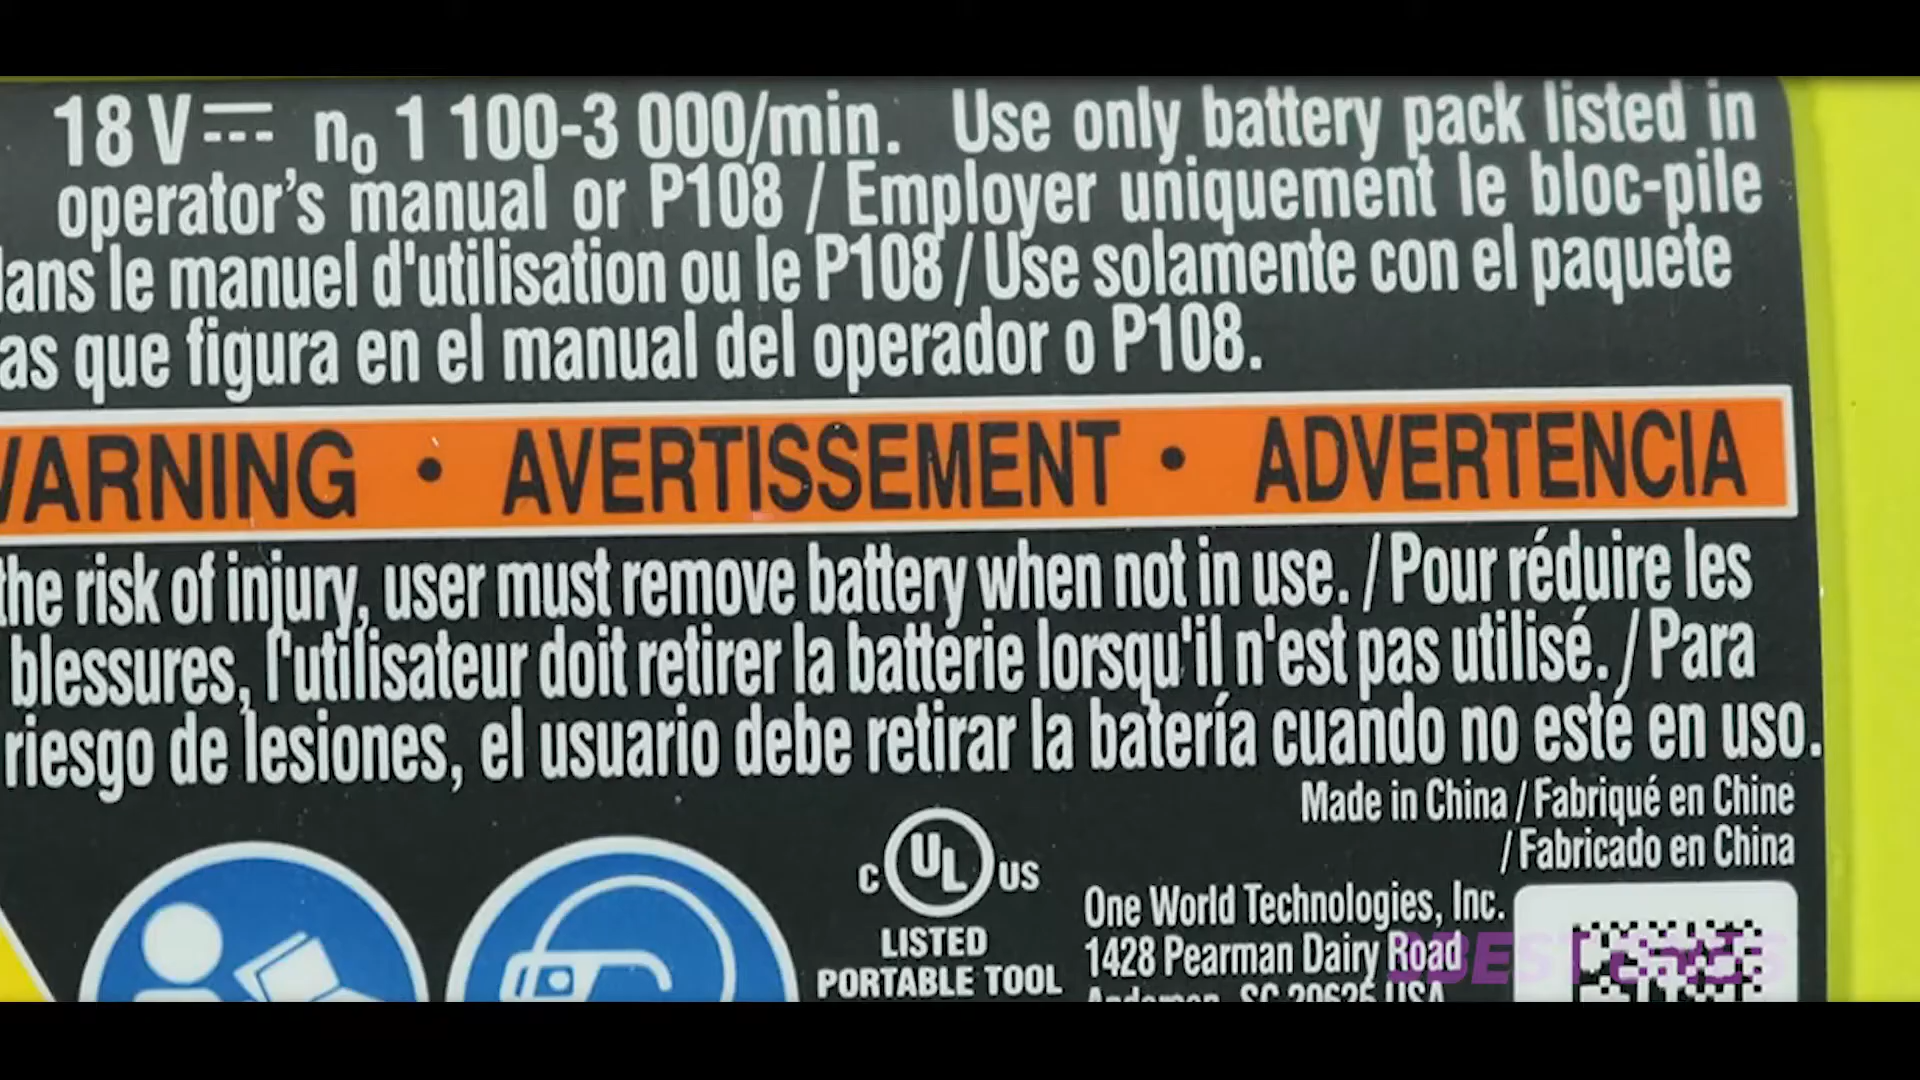 18 V n₀ 1 100-3 000/min. Use only battery pack listed in
operator’s manual or P108 / Employer uniquement le bloc-pile
dans le manuel d'utilisation ou le P108 / Use solamente con el paquete
as que figura en el manual del operador o P108.
WARNING • AVERTISSEMENT • ADVERTENCIA
the risk of injury, user must remove battery when not in use. / Pour réduire les
blessures, l'utilisateur doit retirer la batterie lorsqu'il n'est pas utilisé. / Para
riesgo de lesiones, el usuario debe retirar la batería cuando no esté en uso.
Made in China / Fabriqué en Chine
/ Fabricado en China
C UL US
LISTED
PORTABLE TOOL
One World Technologies, Inc.
1428 Pearman Dairy Road
Anderson, SC 29625 USA